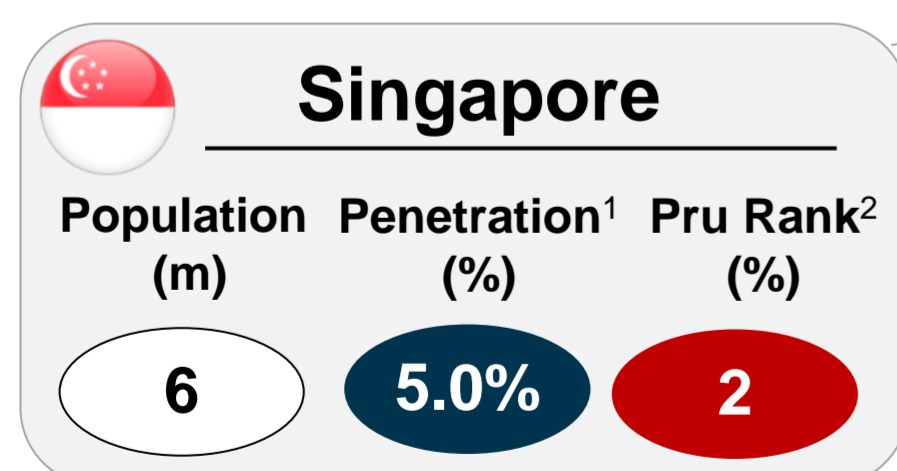 Singapore
Population Penetration¹ Pru Rank²
(m) (%) (%)
6 5.0% 2